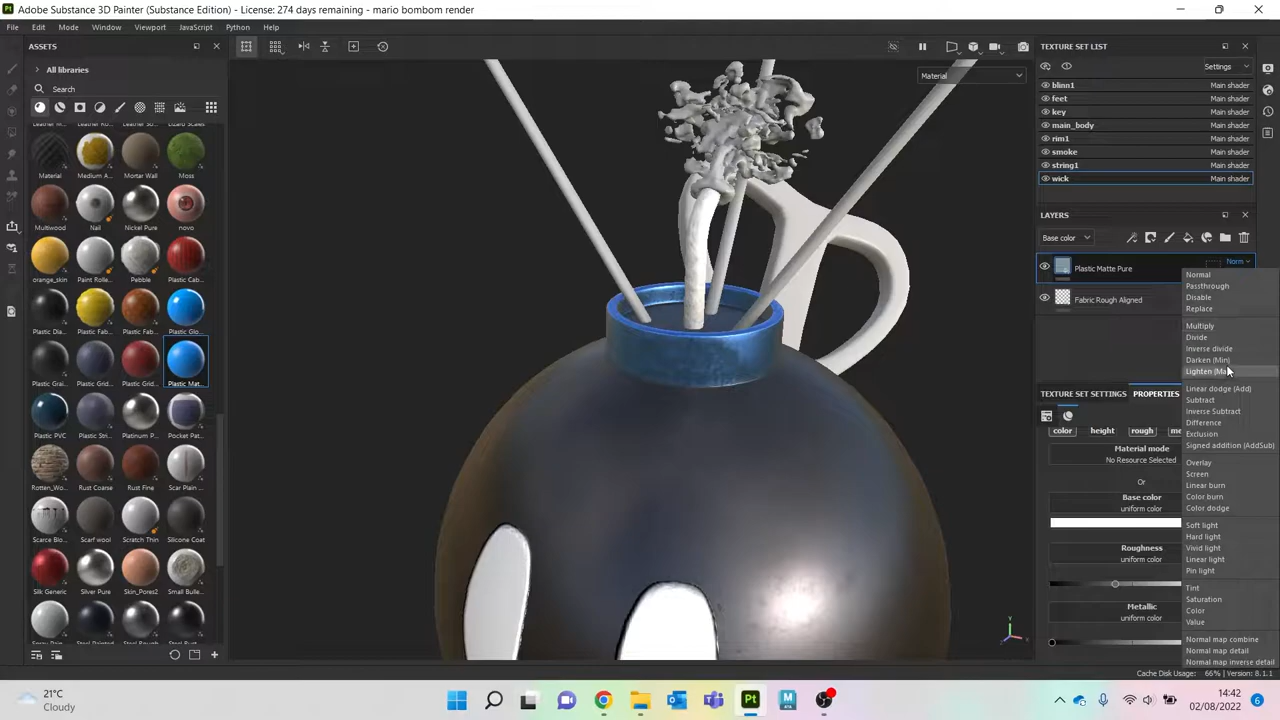 Adobe Substance 3D Painter (Substance Edition) - License: 274 days remaining - mario bombom render
File Edit Mode Window Viewport JavaScript Python Help
ASSETS
All libraries
Search
Material Medium A... Mortar Wall Moss
Multiwood Nail Nickel Pure novo
orange_skin Paint Rolle... Pebble Plastic Cab...
Plastic Dia... Plastic Fab... Plastic Fab... Plastic Glo...
Plastic Grai... Plastic Grid... Plastic Grid... Plastic Mat...
Plastic PVC Plastic Stri... Platinum P... Pocket Pat...
Rotten_Wo... Rust Coarse Rust Fine Scar Plain ...
Scarce Blo... Scarf wool Scratch Thin Silicone Coat
Silk Generic Silver Pure Skin_Pores2 Small Bulle...
Material
TEXTURE SET LIST
Settings
blinn1 Main shader
feet Main shader
key Main shader
main_body Main shader
rim1 Main shader
smoke Main shader
string1 Main shader
wick Main shader
LAYERS
Base color
Plastic Matte Pure Norm
Fabric Rough Aligned
Normal
Passthrough
Disable
Replace
Multiply
Divide
Inverse divide
Darken (Min)
Lighten (Ma
Linear dodge (Add)
Subtract
Inverse Subtract
Difference
Exclusion
Signed addition (AddSub)
Overlay
Screen
Linear burn
Color burn
Color dodge
Soft light
Hard light
Vivid light
Linear light
Pin light
Tint
Saturation
Color
Value
Normal map combine
Normal map detail
Normal map inverse detail
TEXTURE SET SETTINGS PROPERTIES
color height rough me
Material mode
No Resource Selected
Or
Base color
uniform color
Roughness
uniform color
Metallic
uniform color
Y
Cache Disk Usage: 66% | Version: 8.1.1
21°C
Cloudy
14:42
02/08/2022
6